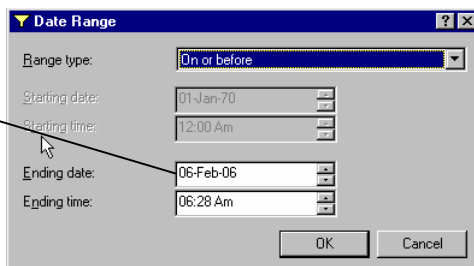 Date Range
Range type: On or before
Starting date: 01-Jan-70
Starting time: 12:00 Am
Ending date: 06-Feb-06
Ending time: 06:28 Am
OK Cancel